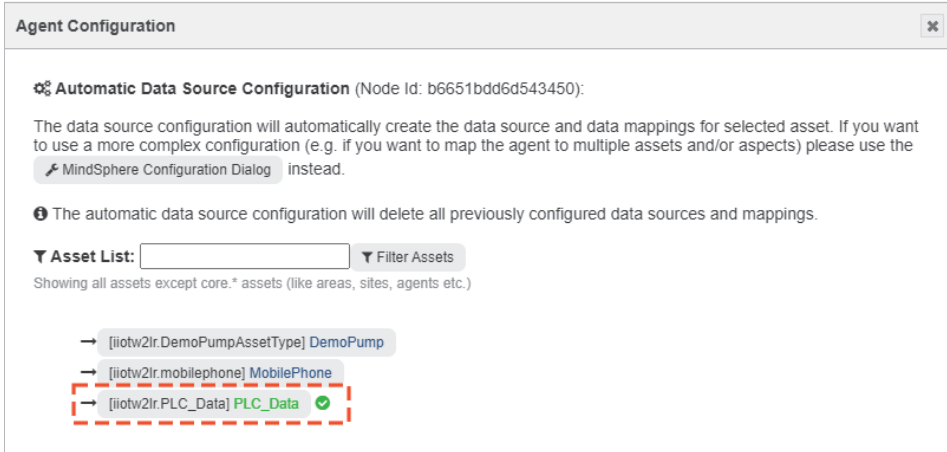 Agent Configuration
Automatic Data Source Configuration (Node Id: b6651bdd6d543450):
The data source configuration will automatically create the data source and data mappings for selected asset. If you want
to use a more complex configuration (e.g. if you want to map the agent to multiple assets and/or aspects) please use the
MindSphere Configuration Dialog instead.
The automatic data source configuration will delete all previously configured data sources and mappings.
Asset List: Filter Assets
Showing all assets except core.* assets (like areas, sites, agents etc.)
[iiotw2lr.DemoPumpAssetType] DemoPump
[iiotw2lr.mobilephone] MobilePhone
[iiotw2lr.PLC_Data] PLC_Data